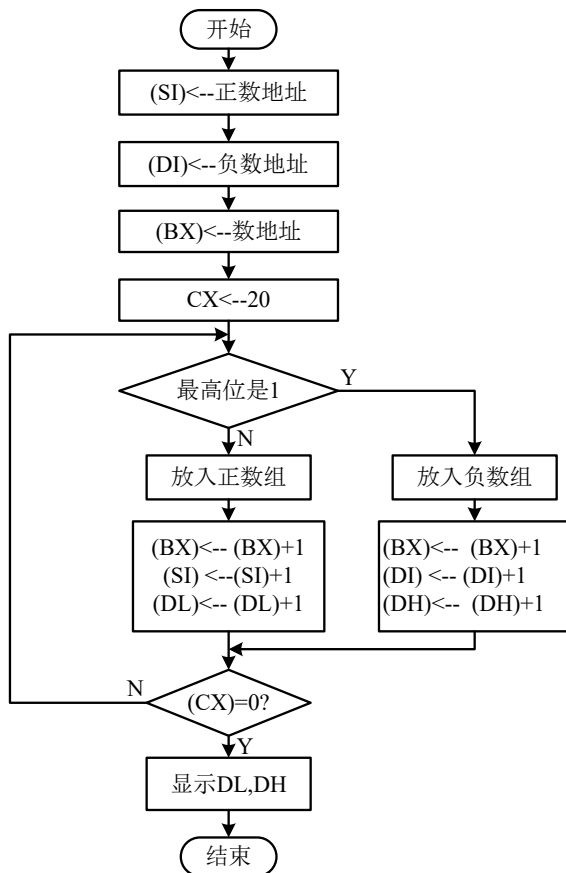 开始
(SI)<--正数地址
(DI)<--负数地址
(BX)<--数地址
CX<--20
最高位是1
Y
N
放入正数组
放入负数组
(BX)<-- (BX)+1
(SI) <--(SI)+1
(DL)<-- (DL)+1
(BX)<-- (BX)+1
(DI) <-- (DI)+1
(DH)<-- (DH)+1
N
(CX)=0?
Y
显示DL,DH
结束